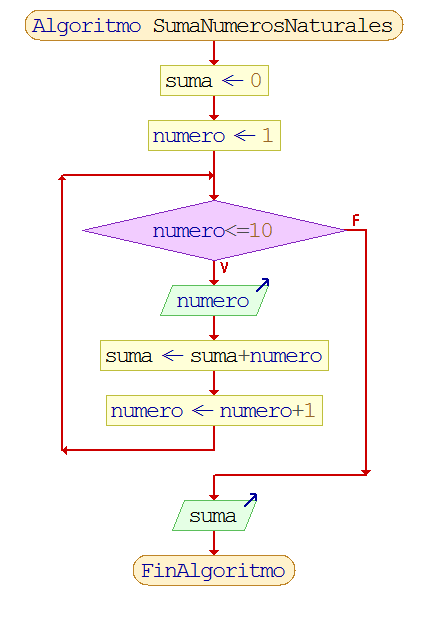 Algoritmo SumaNumerosNaturales
suma ← 0
numero ← 1
numero<=10
F
V
numero
suma ← suma+numero
numero ← numero+1
suma
FinAlgoritmo